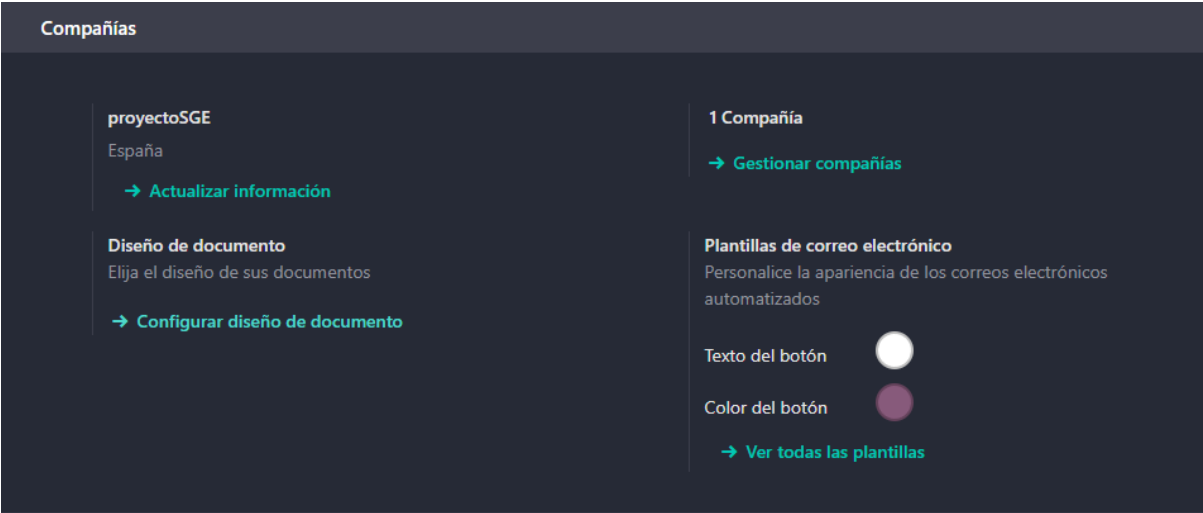 Compañías
proyectoSGE
España
→ Actualizar información
1 Compañía
→ Gestionar compañías
Diseño de documento
Elija el diseño de sus documentos
→ Configurar diseño de documento
Plantillas de correo electrónico
Personalice la apariencia de los correos electrónicos
automatizados
Texto del botón
Color del botón
→ Ver todas las plantillas